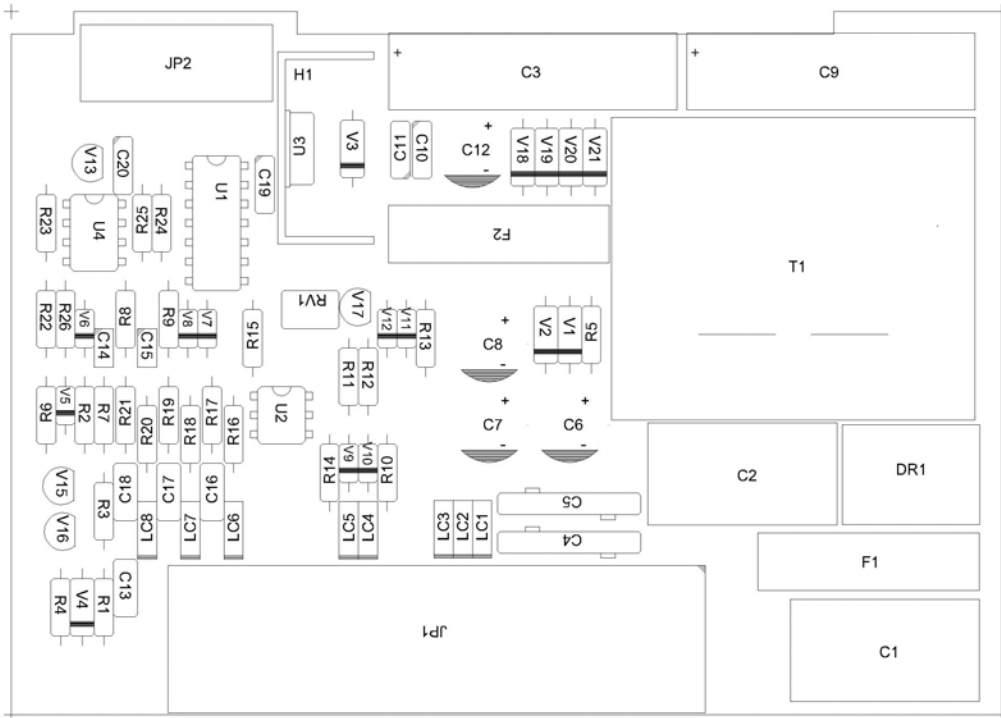 JP2
H1
+
C3
+
C9
U3
V3
C11
C10
+
C12
-
V18
V19
V20
V21
V13
C20
U1
C19
R23
U4
R25
R24
F2
T1
R22
R26
V6
C14
R8
C15
R9
V8
V7
R15
RV1
V17
V12
V11
R13
+
C8
-
V2
V1
R5
R11
R12
R6
V5
R2
R7
R21
R20
R19
R18
R17
R16
U2
+
C7
-
+
C6
-
R14
V9
V10
R10
C2
DR1
V15
R3
C18
C17
C16
V16
LC8
LC7
LC6
LC5
LC4
LC3
LC2
LC1
C5
C4
F1
R4
V4
R1
C13
JP1
C1